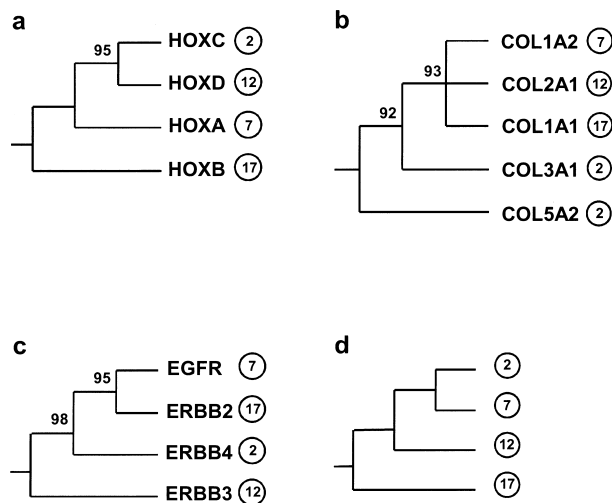 a
95
HOXC 2
HOXD 12
HOXA 7
HOXB 17
b
93
92
COL1A2 7
COL2A1 12
COL1A1 17
COL3A1 2
COL5A2 2
c
95
98
EGFR 7
ERBB2 17
ERBB4 2
ERBB3 12
d
2
7
12
17